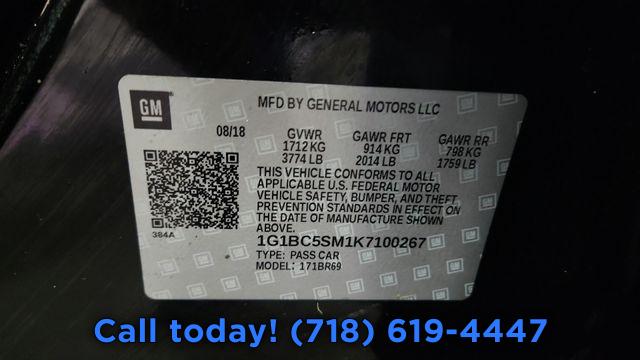 GM
MFD BY GENERAL MOTORS LLC
08/18 GVWR GAWR FRT GAWR RR
1712 KG 914 KG 798 KG
3774 LB 2014 LB 1759 LB
THIS VEHICLE CONFORMS TO ALL
APPLICABLE U.S. FEDERAL MOTOR
VEHICLE SAFETY, BUMPER, AND THEFT
PREVENTION STANDARDS IN EFFECT ON
THE DATE OF MANUFACTURE SHOWN
ABOVE.
384A
1G1BC5SM1K7100267
TYPE: PASS CAR
MODEL: 171BR69
Call today! (718) 619-4447